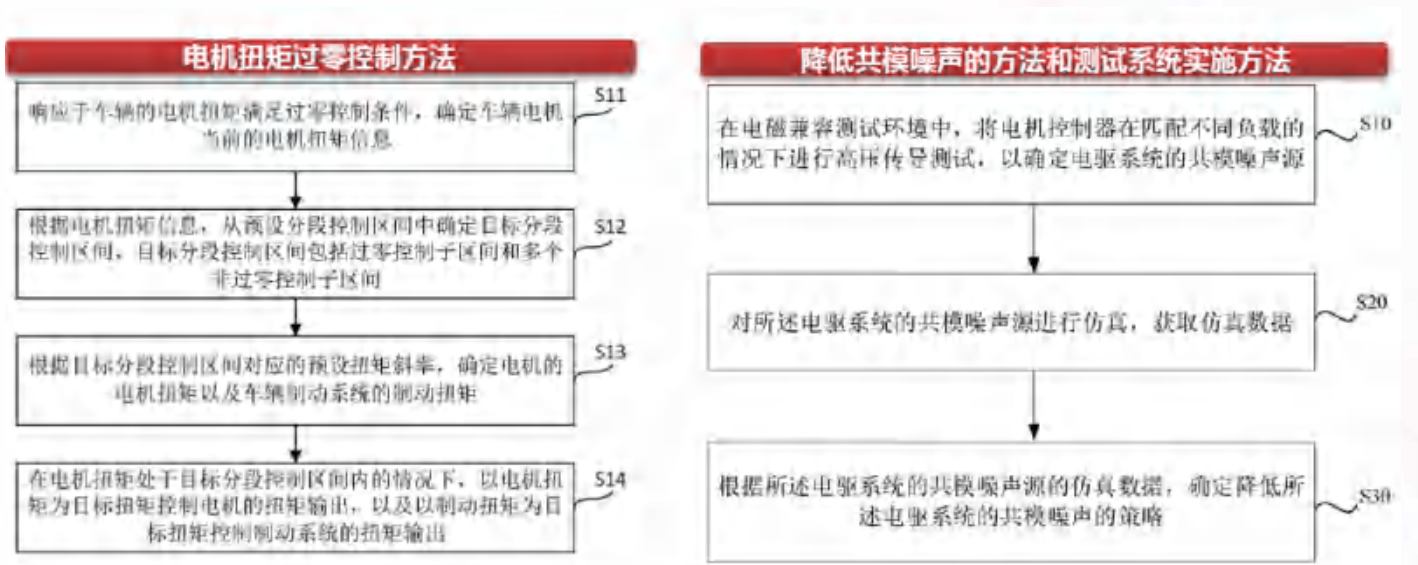 电机扭矩过零控制方法
响应于车辆的电机扭矩满足过零控制条件，确定车辆电机
当前的电机扭矩信息
S11
根据电机扭矩信息，从预设分段控制区间中确定目标分段
控制区间，目标分段控制区间包括过零控制子区间和多个
非过零控制子区间
S12
根据目标分段控制区间对应的预设扭矩斜率，确定电机的
电机扭矩以及车辆制动系统的制动扭矩
S13
在电机扭矩处于目标分段控制区间内的情况下，以电机扭
矩为目标扭矩控制电机的扭矩输出，以及以制动扭矩为目
标扭矩控制制动系统的扭矩输出
S14
降低共模噪声的方法和测试系统实施方法
在电磁兼容测试环境中，将电机控制器在匹配不同负载的
情况下进行高压传导测试，以确定电驱系统的共模噪声源
S10
对所述电驱系统的共模噪声源进行仿真，获取仿真数据
S20
根据所述电驱系统的共模噪声源的仿真数据，确定降低所
述电驱系统的共模噪声的策略
S30